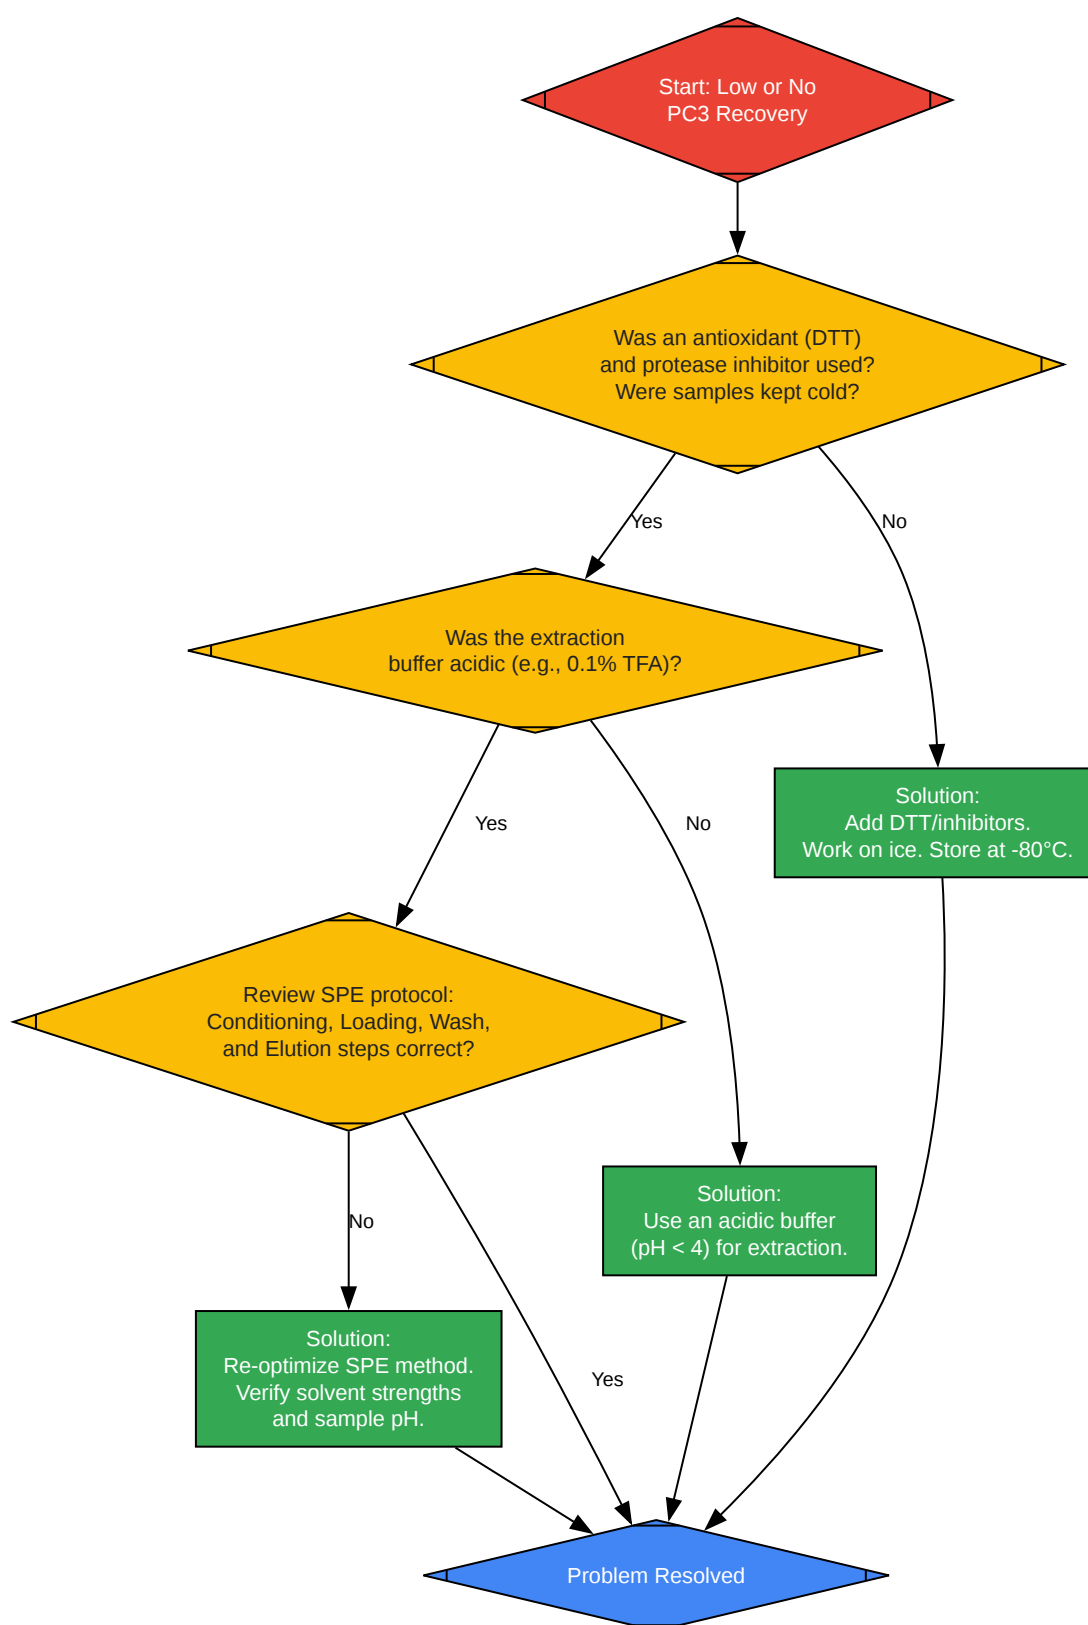 Start: Low or No
PC3 Recovery
Was an antioxidant (DTT)
and protease inhibitor used?
Were samples kept cold?
Yes
No
Was the extraction
buffer acidic (e.g., 0.1% TFA)?
Solution:
Add DTT/inhibitors.
Work on ice. Store at -80°C.
Yes
No
Review SPE protocol:
Conditioning, Loading, Wash,
and Elution steps correct?
Solution:
Use an acidic buffer
(pH < 4) for extraction.
No
Solution:
Re-optimize SPE method.
Verify solvent strengths
and sample pH.
Yes
Problem Resolved